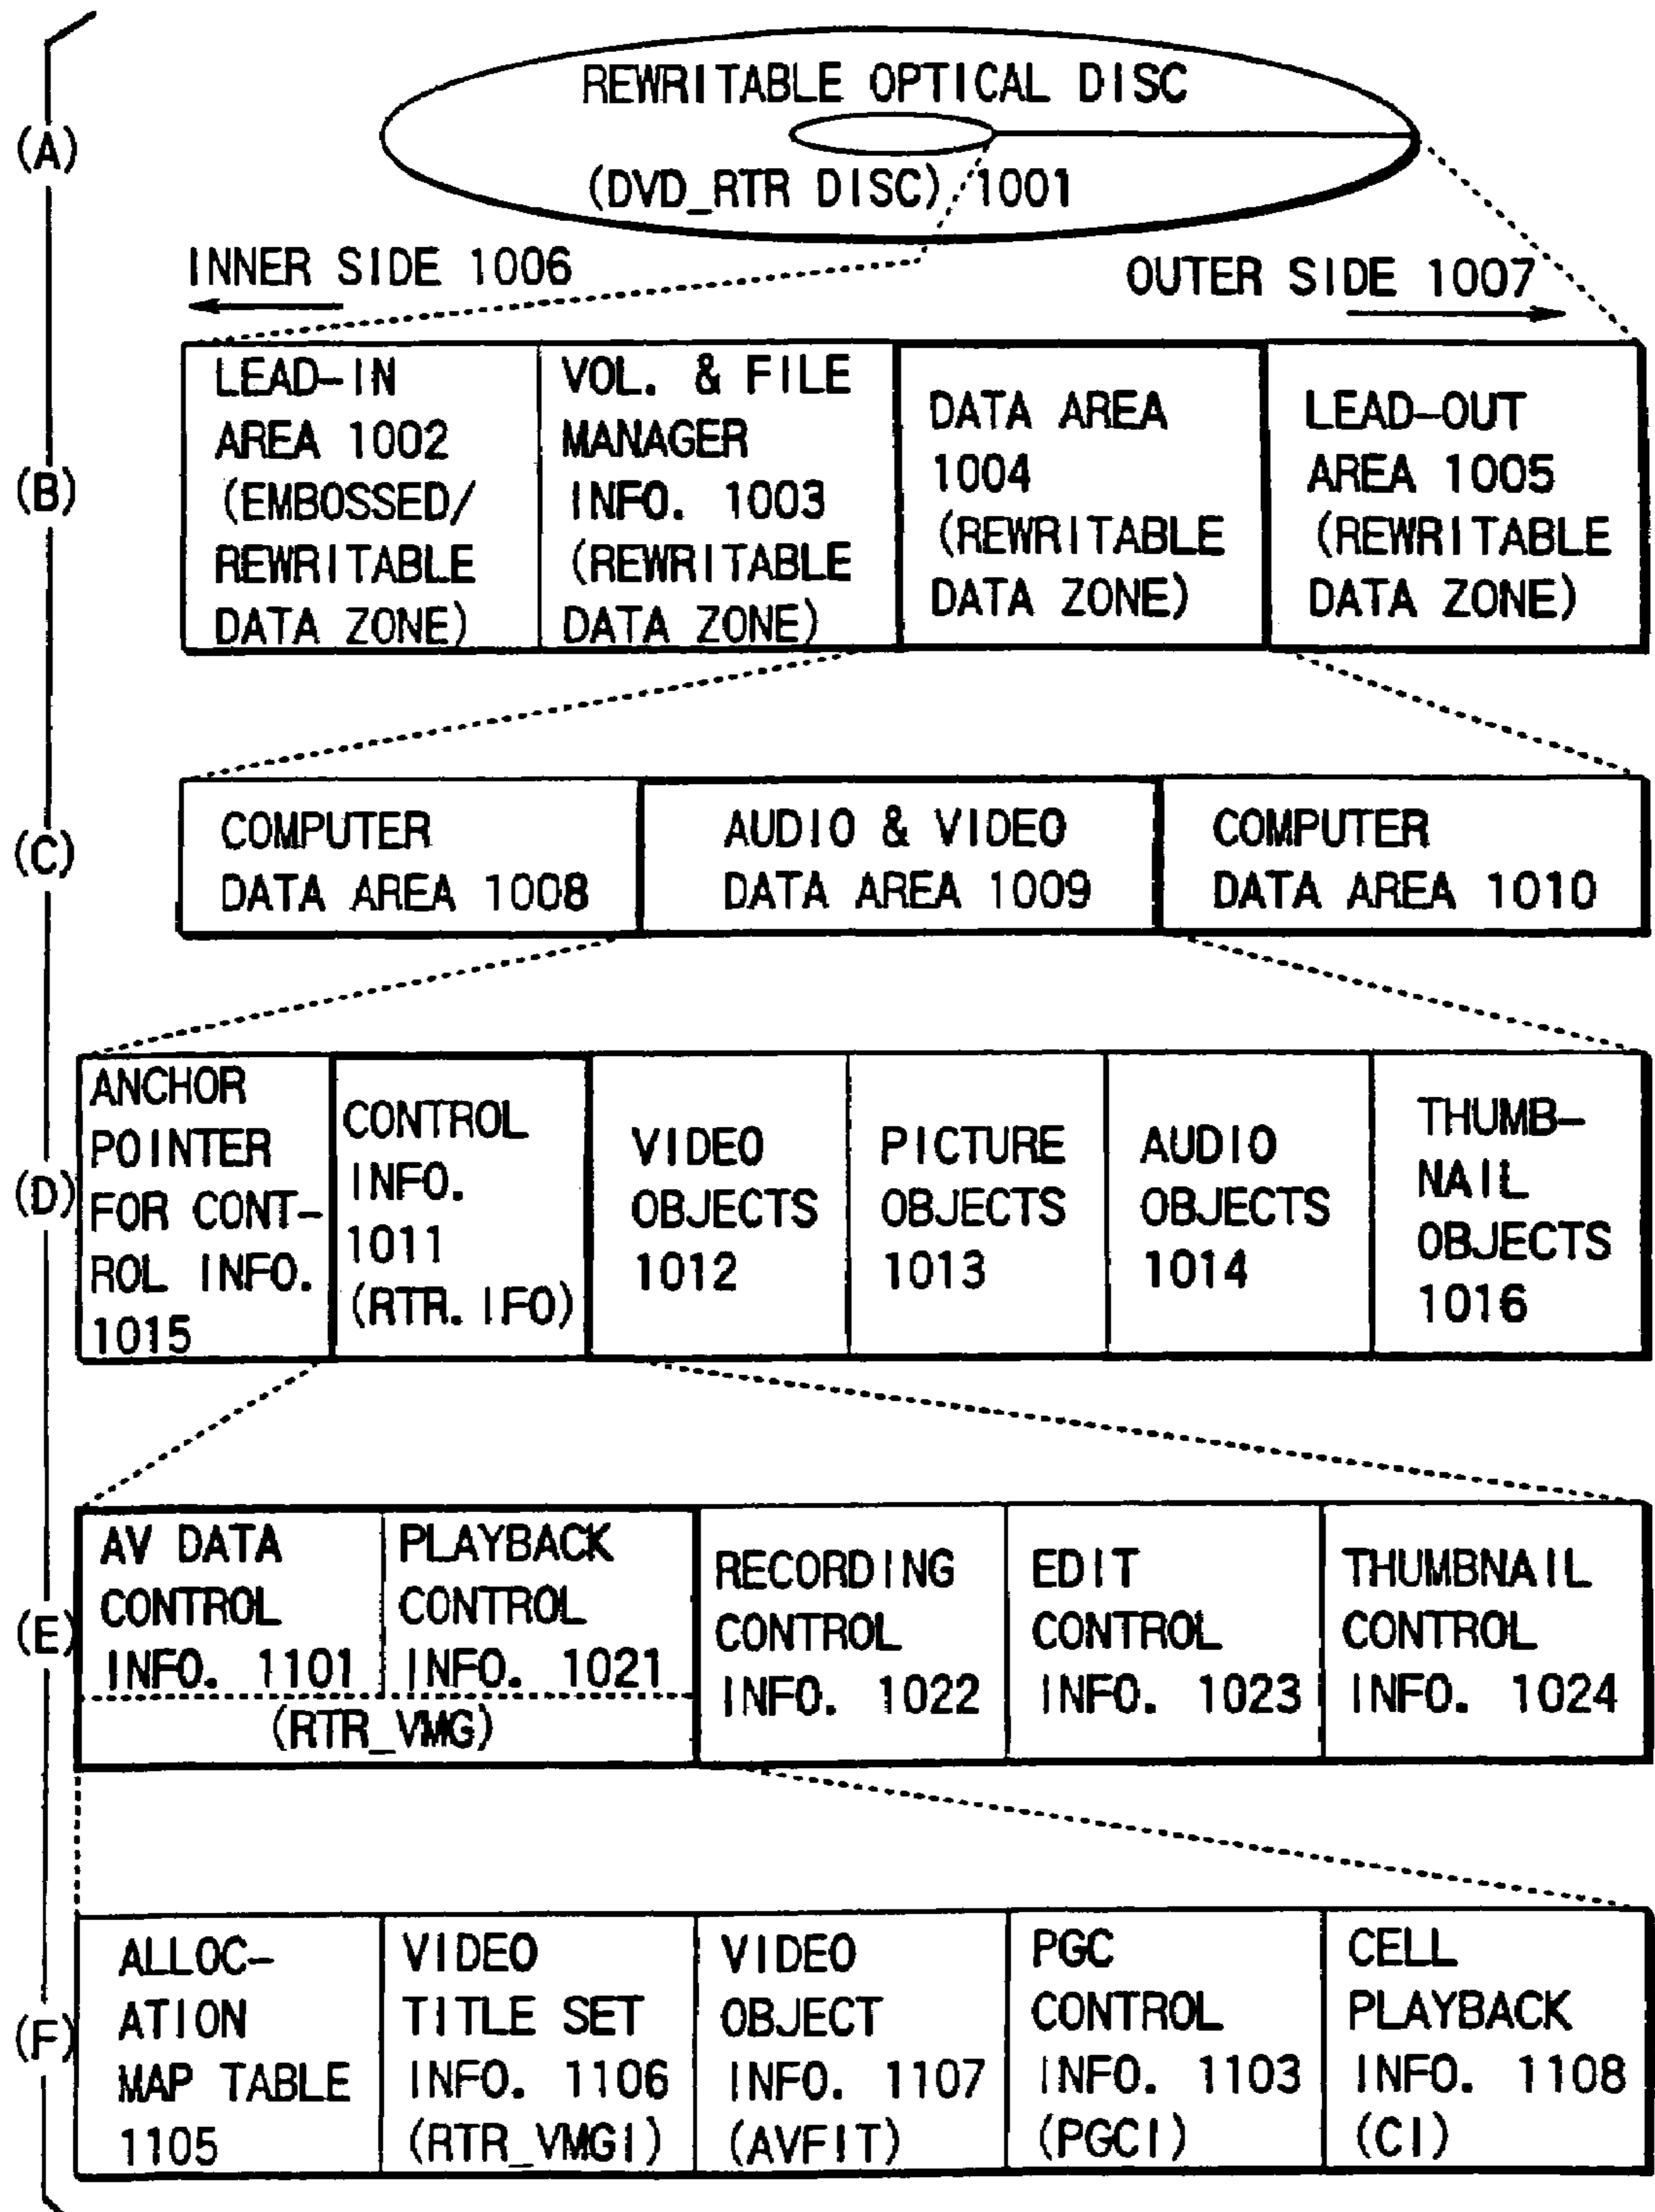 (A)
REWRITABLE OPTICAL DISC
(DVD_RTR DISC) 1001
INNER SIDE 1006
OUTER SIDE 1007
(B)
LEAD-IN
AREA 1002
(EMBOSSED/
REWRITABLE
DATA ZONE)
VOL. & FILE
MANAGER
INFO. 1003
(REWRITABLE
DATA ZONE)
DATA AREA
1004
(REWRITABLE
DATA ZONE)
LEAD-OUT
AREA 1005
(REWRITABLE
DATA ZONE)
(C)
COMPUTER
DATA AREA 1008
AUDIO & VIDEO
DATA AREA 1009
COMPUTER
DATA AREA 1010
(D)
ANCHOR
POINTER
FOR CONT-
ROL INFO.
1015
CONTROL
INFO.
1011
(RTR.IFO)
VIDEO
OBJECTS
1012
PICTURE
OBJECTS
1013
AUDIO
OBJECTS
1014
THUMB-
NAIL
OBJECTS
1016
(E)
AV DATA
CONTROL
INFO. 1101
PLAYBACK
CONTROL
INFO. 1021
(RTR_VMG)
RECORDING
CONTROL
INFO. 1022
EDIT
CONTROL
INFO. 1023
THUMBNAIL
CONTROL
INFO. 1024
(F)
ALLOC-
ATION
MAP TABLE
1105
VIDEO
TITLE SET
INFO. 1106
(RTR_VMGI)
VIDEO
OBJECT
INFO. 1107
(AVFIT)
PGC
CONTROL
INFO. 1103
(PGCI)
CELL
PLAYBACK
INFO. 1108
(CI)